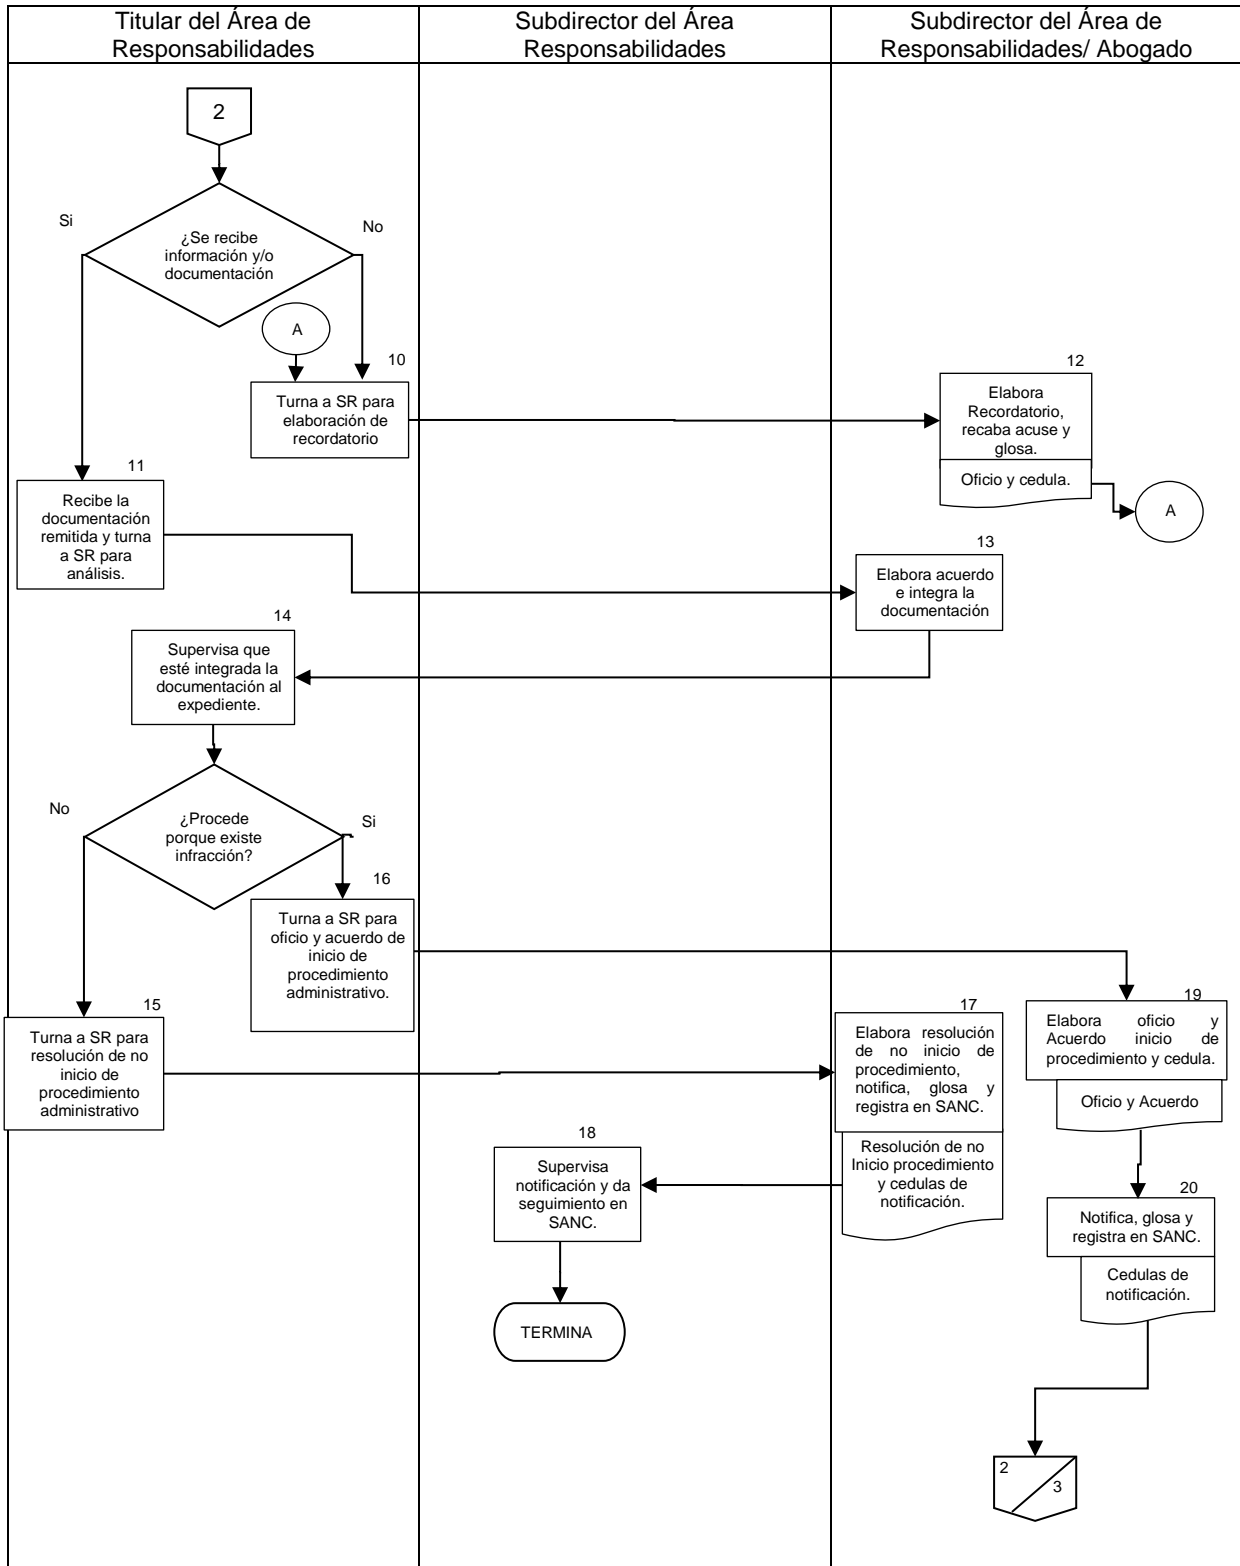 Titular del Área de
Responsabilidades
Subdirector del Área
Responsabilidades
Subdirector del Área de
Responsabilidades/ Abogado
2
Si
¿Se recibe
información y/o
documentación
No
A
10
Turna a SR para
elaboración de
recordatorio
12
Elabora
Recordatorio,
recaba acuse y
glosa.
Oficio y cedula.
A
11
Recibe la
documentación
remitida y turna
a SR para
análisis.
13
Elabora acuerdo
e integra la
documentación
14
Supervisa que
esté integrada la
documentación al
expediente.
No
¿Procede
porque existe
infracción?
Si
16
Turna a SR para
oficio y acuerdo de
inicio de
procedimiento
administrativo.
15
Turna a SR para
resolución de no
inicio de
procedimiento
administrativo
17
Elabora resolución
de no inicio de
procedimiento,
notifica, glosa y
registra en SANC.
Resolución de no
Inicio procedimiento
y cedulas de
notificación.
19
Elabora oficio y
Acuerdo inicio de
procedimiento y cedula.
Oficio y Acuerdo
18
Supervisa
notificación y da
seguimiento en
SANC.
TERMINA
20
Notifica, glosa y
registra en SANC.
Cedulas de
notificación.
2
3